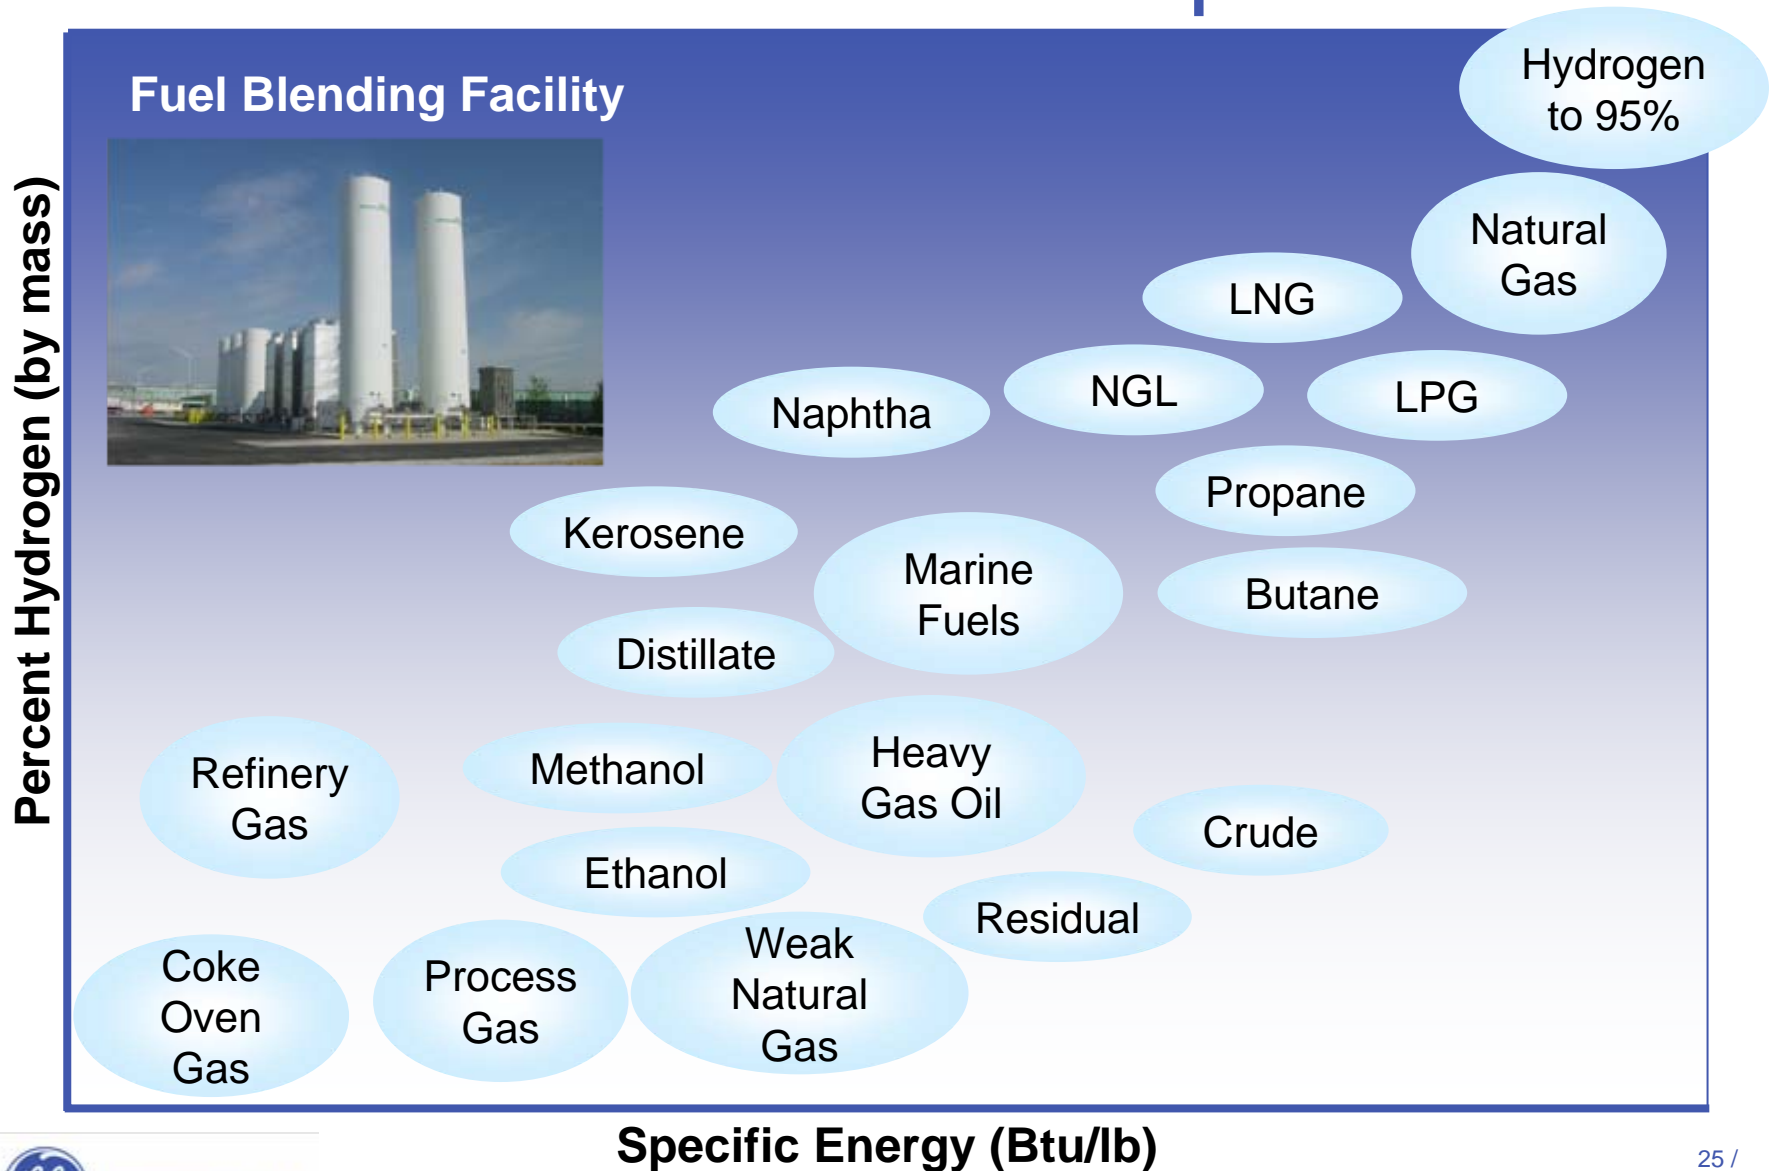 Fuel Blending Facility
Hydrogen
to 95%
Natural
Gas
LNG
NGL
LPG
Naphtha
Propane
Kerosene
Marine
Fuels
Butane
Distillate
Refinery
Gas
Methanol
Heavy
Gas Oil
Crude
Ethanol
Residual
Coke
Oven
Gas
Process
Gas
Weak
Natural
Gas
Percent Hydrogen (by mass)
Specific Energy (Btu/lb)
25 /